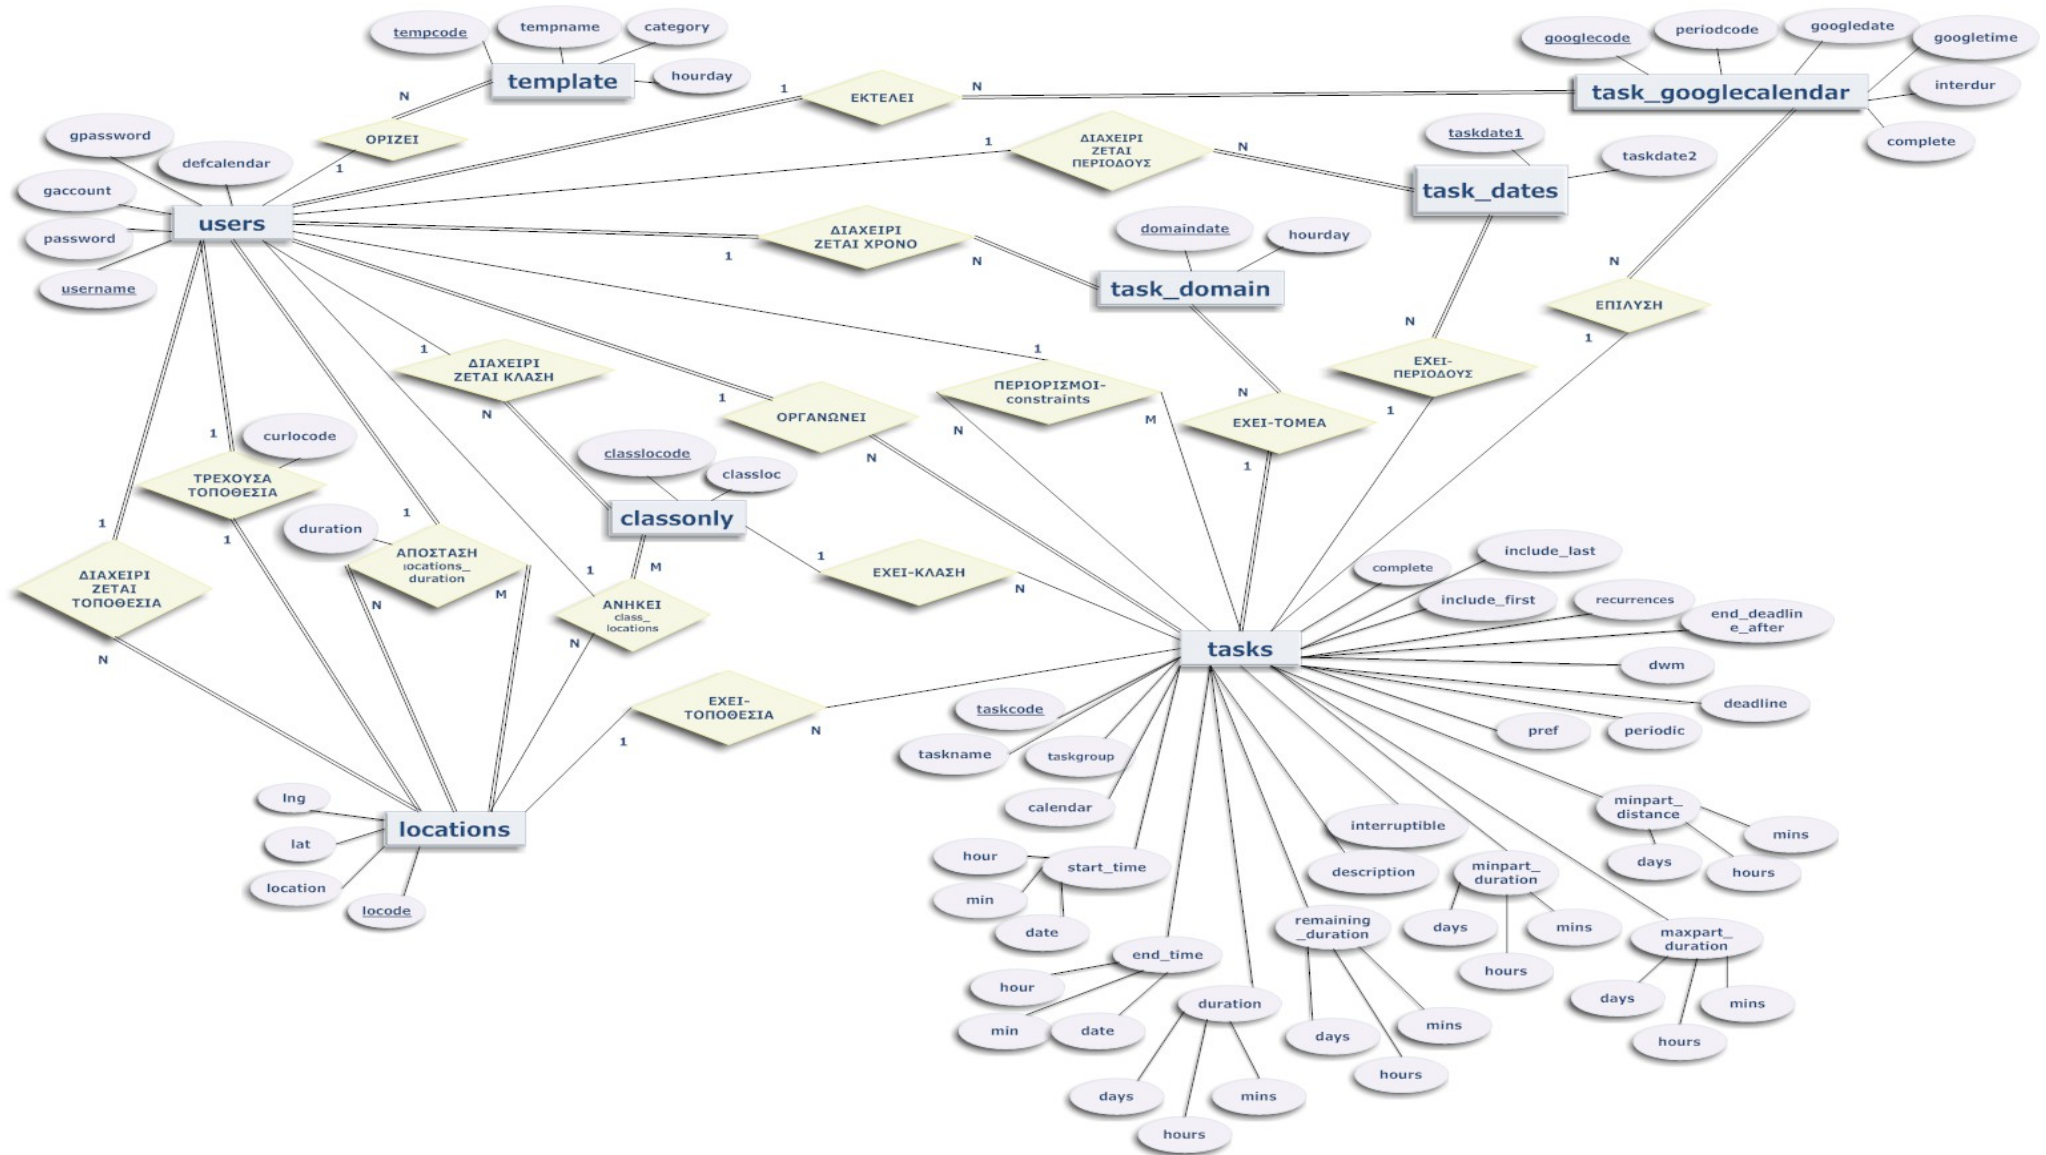 tempcode
tempname
category
hourday
template
googlecode
periodcode
googledate
googletime
interdur
complete
task_googlecalendar
N
1
ΟΡΙΖΕΙ
1
ΕΚΤΕΛΕΙ
N
gpassword
defcalendar
gaccount
password
username
users
1
ΔΙΑΧΕΙΡΙ
ΖΕΤΑΙ
ΠΕΡΙΟΔΟΥΣ
N
taskdate1
taskdate2
task_dates
ΔΙΑΧΕΙΡΙ
ΖΕΤΑΙ ΧΡΟΝΟ
1
N
domaindate
hourday
task_domain
N
ΕΠΙΛΥΣΗ
1
N
ΕΧΕΙ-
ΠΕΡΙΟΔΟΥΣ
1
1
ΔΙΑΧΕΙΡΙ
ΖΕΤΑΙ ΚΛΑΣΗ
N
1
ΟΡΓΑΝΩΝΕΙ
N
1
ΠΕΡΙΟΡΙΣΜΟΙ-
constraints
N
M
N
ΕΧΕΙ-ΤΟΜΕΑ
1
1
curlocode
ΤΡΕΧΟΥΣΑ
ΤΟΠΟΘΕΣΙΑ
1
classlocode
classloc
classonly
1
ΔΙΑΧΕΙΡΙ
ΖΕΤΑΙ
ΤΟΠΟΘΕΣΙΑ
N
duration
1
ΑΠΟΣΤΑΣΗ
locations_
duration
N
M
1
M
ΑΝΗΚΕΙ
class_
locations
N
1
ΕΧΕΙ-ΚΛΑΣΗ
N
ΕΧΕΙ-
ΤΟΠΟΘΕΣΙΑ
1
N
lng
lat
location
locode
locations
tasks
complete
include_last
include_first
recurrences
end_deadlin
e_after
dwm
deadline
periodic
pref
taskcode
taskname
taskgroup
calendar
hour
min
date
start_time
end_time
hour
min
date
duration
days
hours
mins
remaining
_duration
days
hours
mins
interruptible
description
minpart_
duration
days
hours
mins
maxpart_
duration
days
hours
mins
minpart_
distance
days
hours
mins